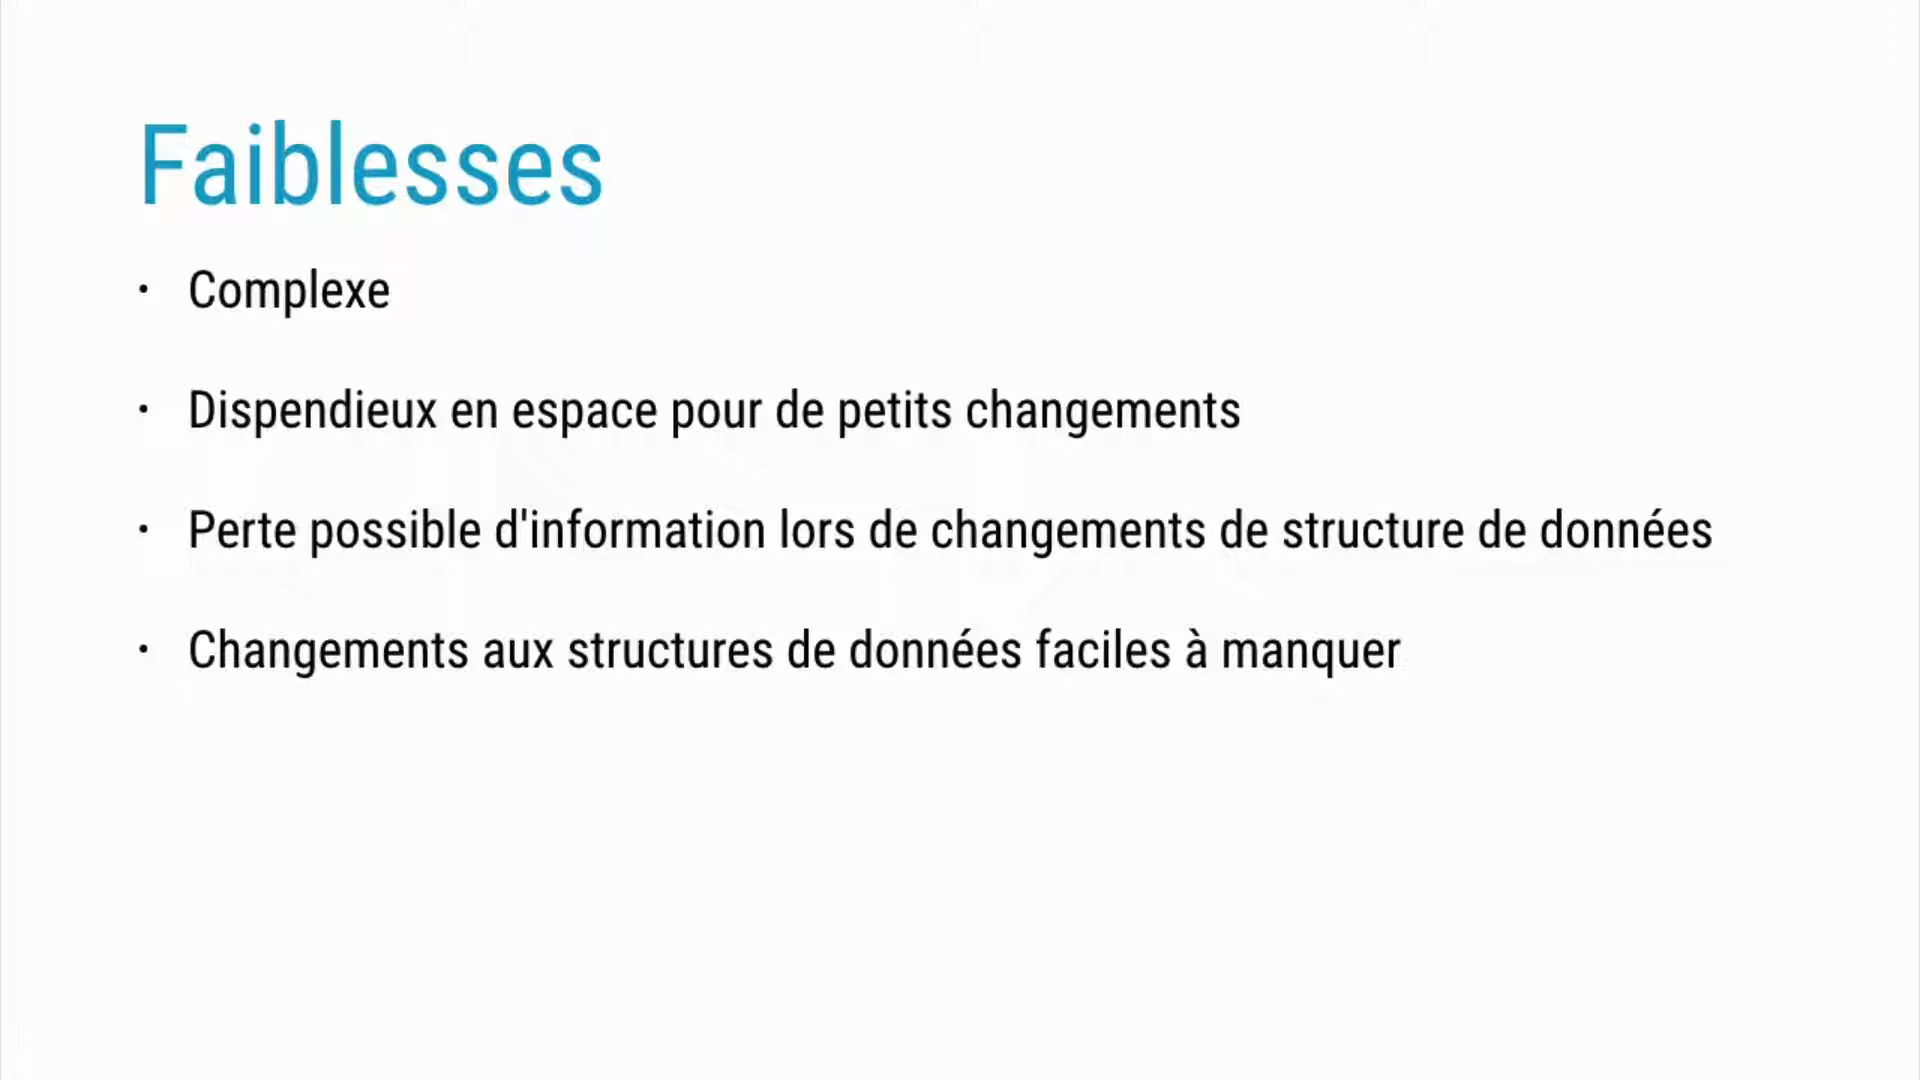 Faiblesses
· Complexe
· Dispendieux en espace pour de petits changements
· Perte possible d'information lors de changements de structure de données
· Changements aux structures de données faciles à manquer